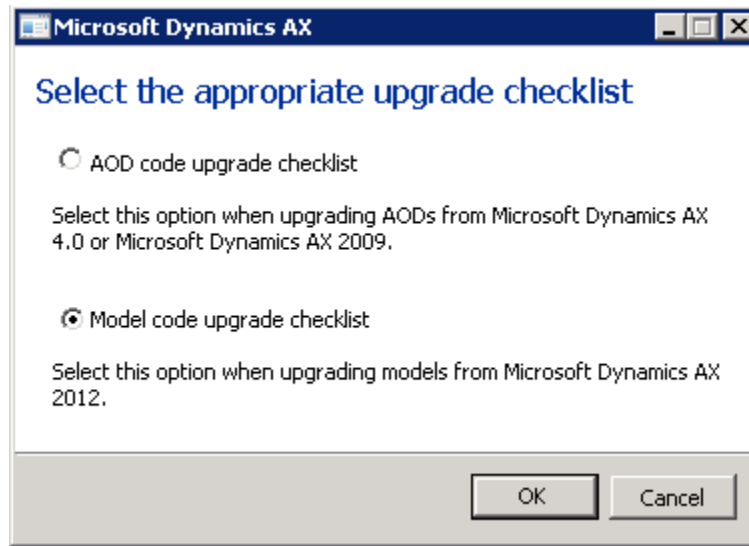 Microsoft Dynamics AX
Select the appropriate upgrade checklist
AOD code upgrade checklist
Select this option when upgrading AODs from Microsoft Dynamics AX
4.0 or Microsoft Dynamics AX 2009.
Model code upgrade checklist
Select this option when upgrading models from Microsoft Dynamics AX
2012.
OK
Cancel